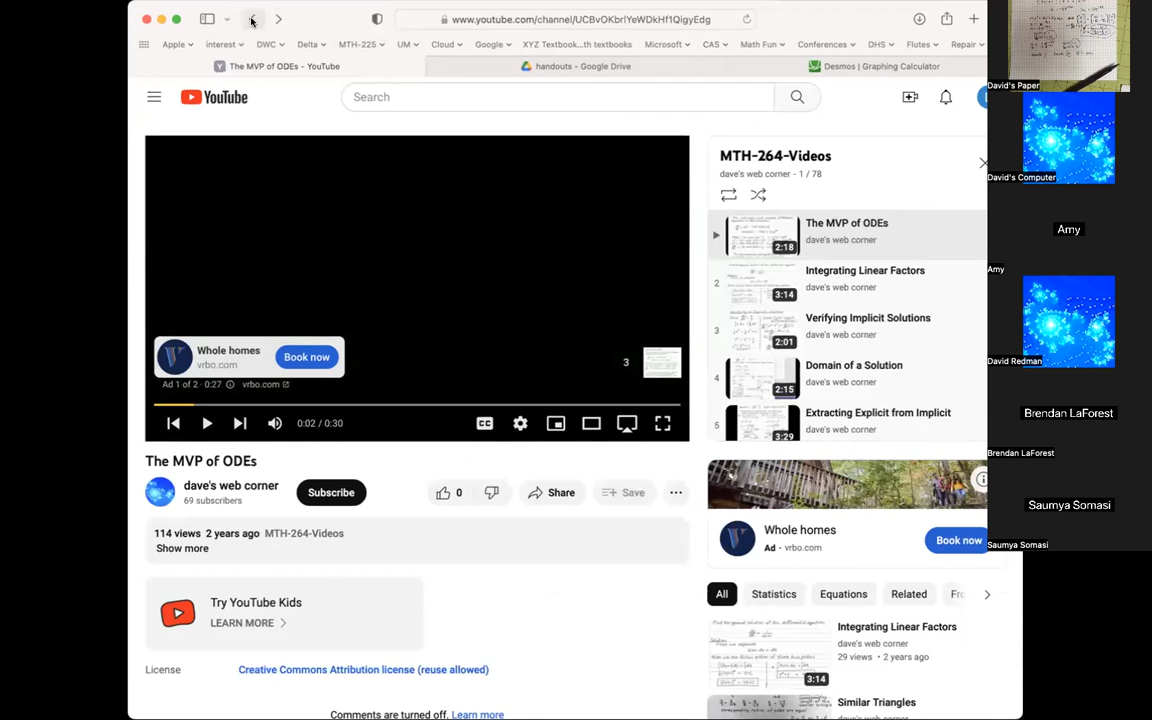 www.youtube.com/channel/UCBvOKbrlYeWDkHf1QigyEdg
Apple interest DWC Delta MTH-225 UM Cloud Google XYZ Textbook...th textbooks Microsoft CAS Math Fun Conferences DHS Flutes Repair
The MVP of ODEs - YouTube
handouts - Google Drive
Desmos | Graphing Calculator
YouTube
Search
Whole homes
vrbo.com
Book now
Ad 1 of 2 · 0:27 vrbo.com
3
0:02 / 0:30
The MVP of ODEs
dave's web corner
69 subscribers
Subscribe
0
Share
Save
114 views 2 years ago MTH-264-Videos
Show more
Try YouTube Kids
LEARN MORE
License
Creative Commons Attribution license (reuse allowed)
Comments are turned off. Learn more
MTH-264-Videos
dave's web corner - 1 / 78
The MVP of ODEs
dave's web corner
2:18
2
Integrating Linear Factors
dave's web corner
3:14
3
Verifying Implicit Solutions
dave's web corner
2:01
4
Domain of a Solution
dave's web corner
2:15
5
Extracting Explicit from Implicit
dave's web corner
3:29
Whole homes
Ad · vrbo.com
Book now
All Statistics Equations Related
Integrating Linear Factors
dave's web corner
29 views • 2 years ago
3:14
Similar Triangles
dave's web corner
David's Paper
David's Computer
Amy
Amy
David Redman
Brendan LaForest
Brendan LaForest
Saumya Somasi
Saumya Somasi